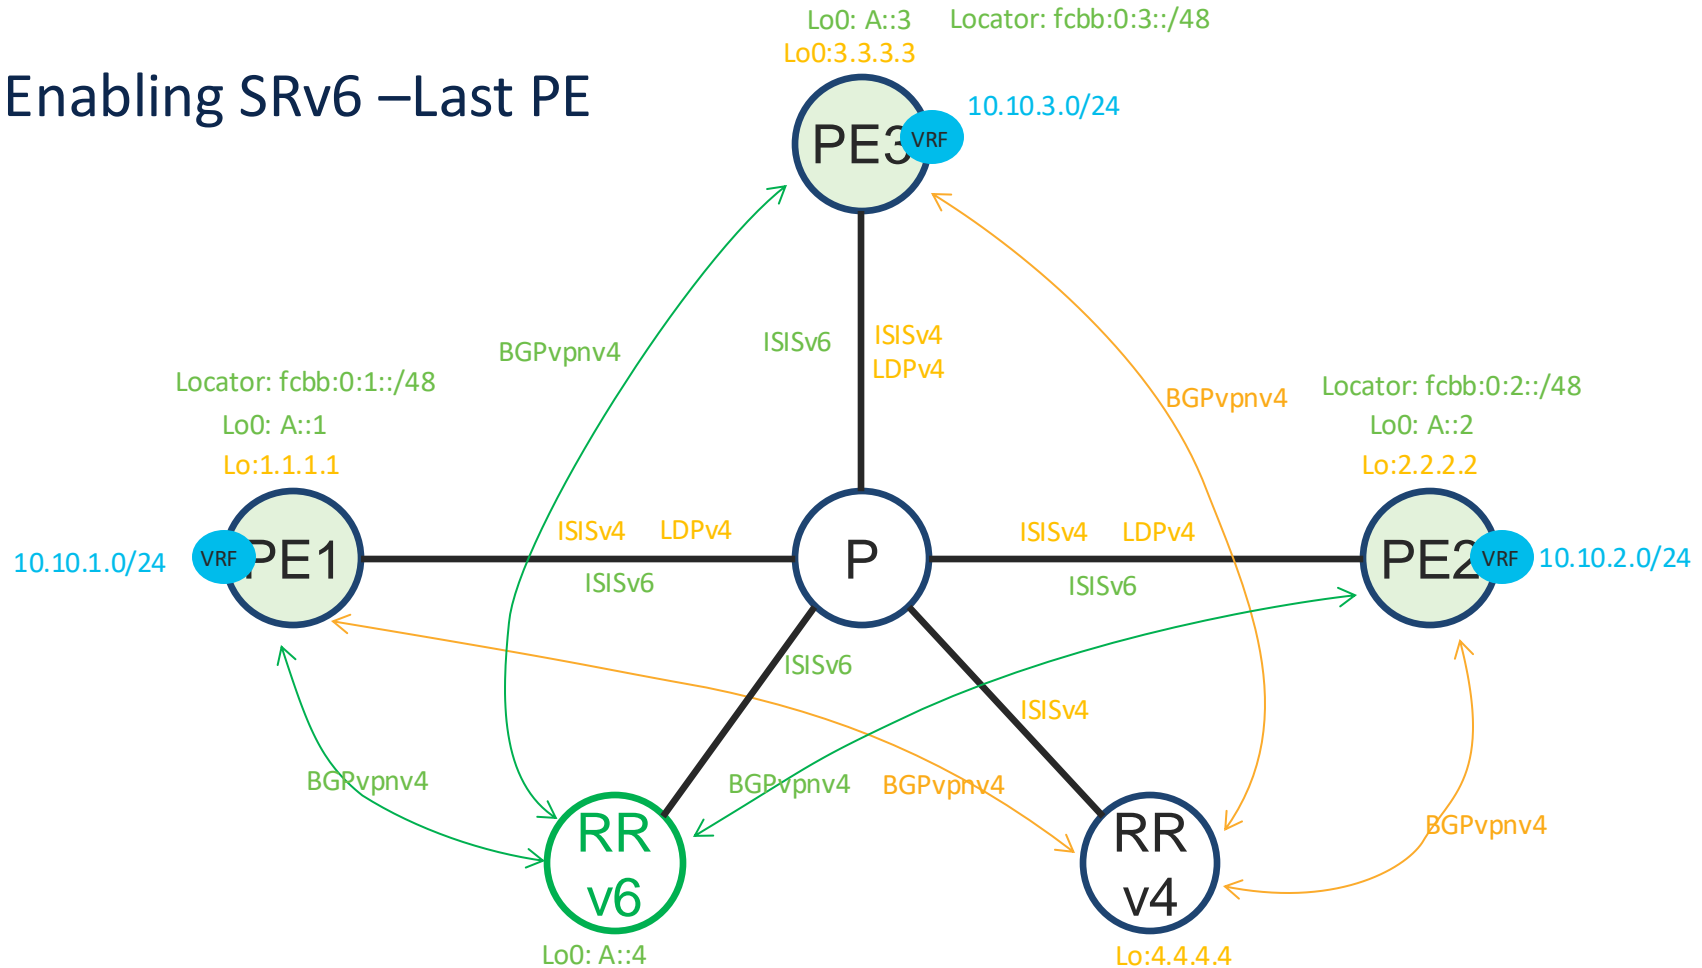 Lo0: A::3
Locator: fcbb:0:3::/48
Lo0:3.3.3.3
Enabling SRv6 –Last PE
10.10.3.0/24
PE3
VRF
ISISv6
ISISv4
LDPv4
BGPvpnv4
BGPvpnv4
Locator: fcbb:0:1::/48
Lo0: A::1
Lo:1.1.1.1
Locator: fcbb:0:2::/48
Lo0: A::2
Lo:2.2.2.2
10.10.1.0/24
VRF
PE1
ISISv4
LDPv4
ISISv6
P
ISISv4
LDPv4
ISISv6
PE2
VRF
10.10.2.0/24
ISISv6
ISISv4
BGPvpnv4
BGPvpnv4
BGPvpnv4
BGPvpnv4
RR
v6
RR
v4
Lo0: A::4
Lo:4.4.4.4